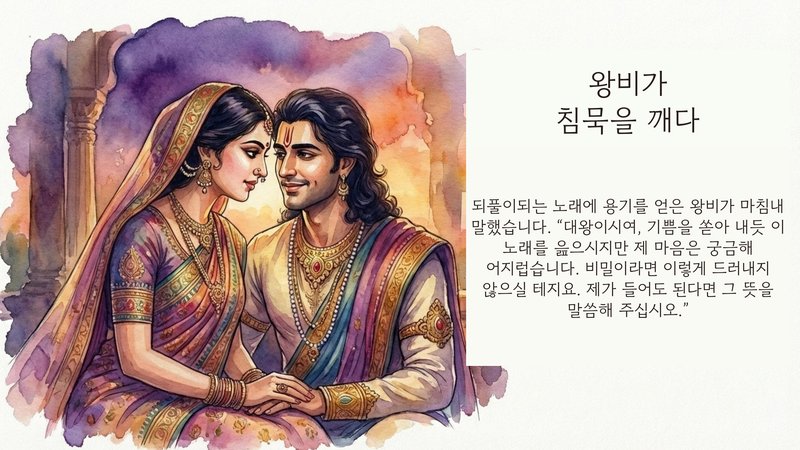 왕비가
침묵을 깨다
되풀이되는 노래에 용기를 얻은 왕비가 마침내
말했습니다. “대왕이시여, 기쁨을 쏟아 내듯 이
노래를 읊으시지만 제 마음은 궁금해
어지럽습니다. 비밀이라면 이렇게 드러내지
않으실 테지요. 제가 들어도 된다면 그 뜻을
말씀해 주십시오.”